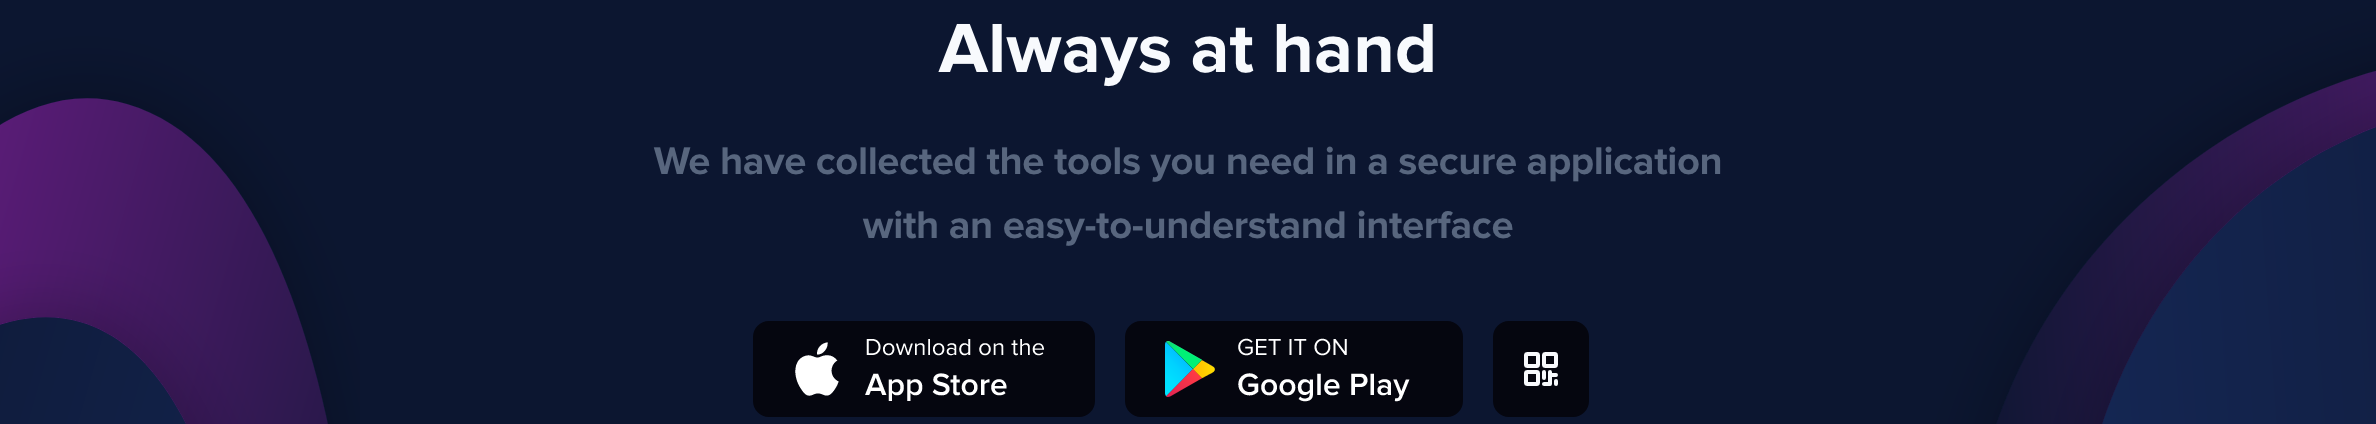 Always at hand
We have collected the tools you need in a secure application
with an easy-to-understand interface
Download on the
App Store
GET IT ON
Google Play